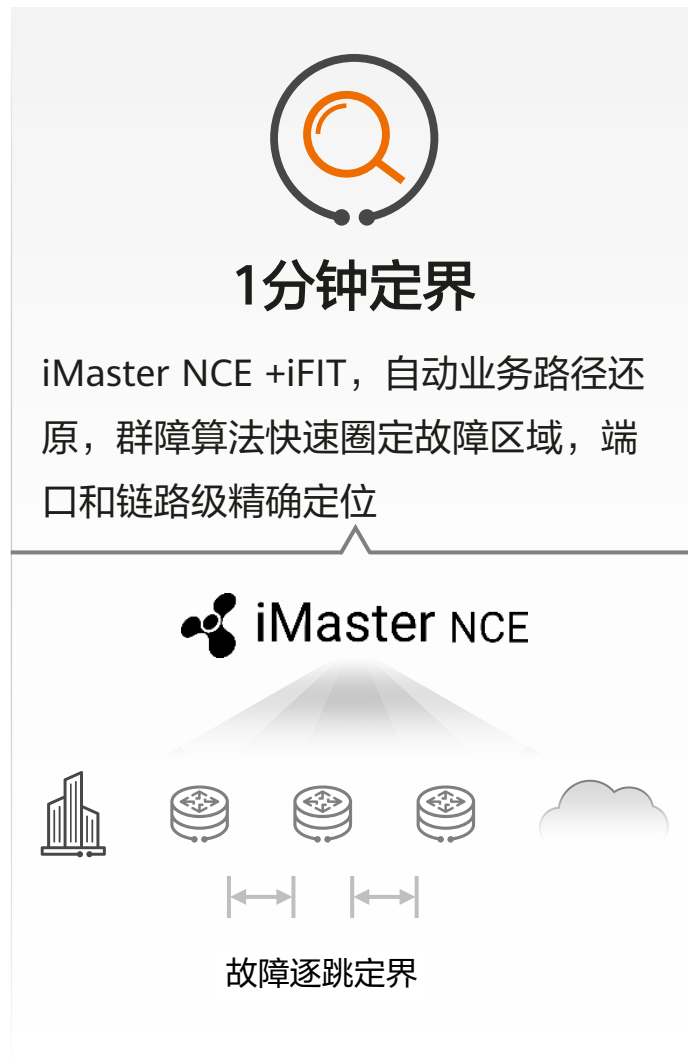 1分钟定界
iMaster NCE +iFIT，自动业务路径还
原，群障算法快速圈定故障区域，端
口和链路级精确定位
iMaster NCE
故障逐跳定界